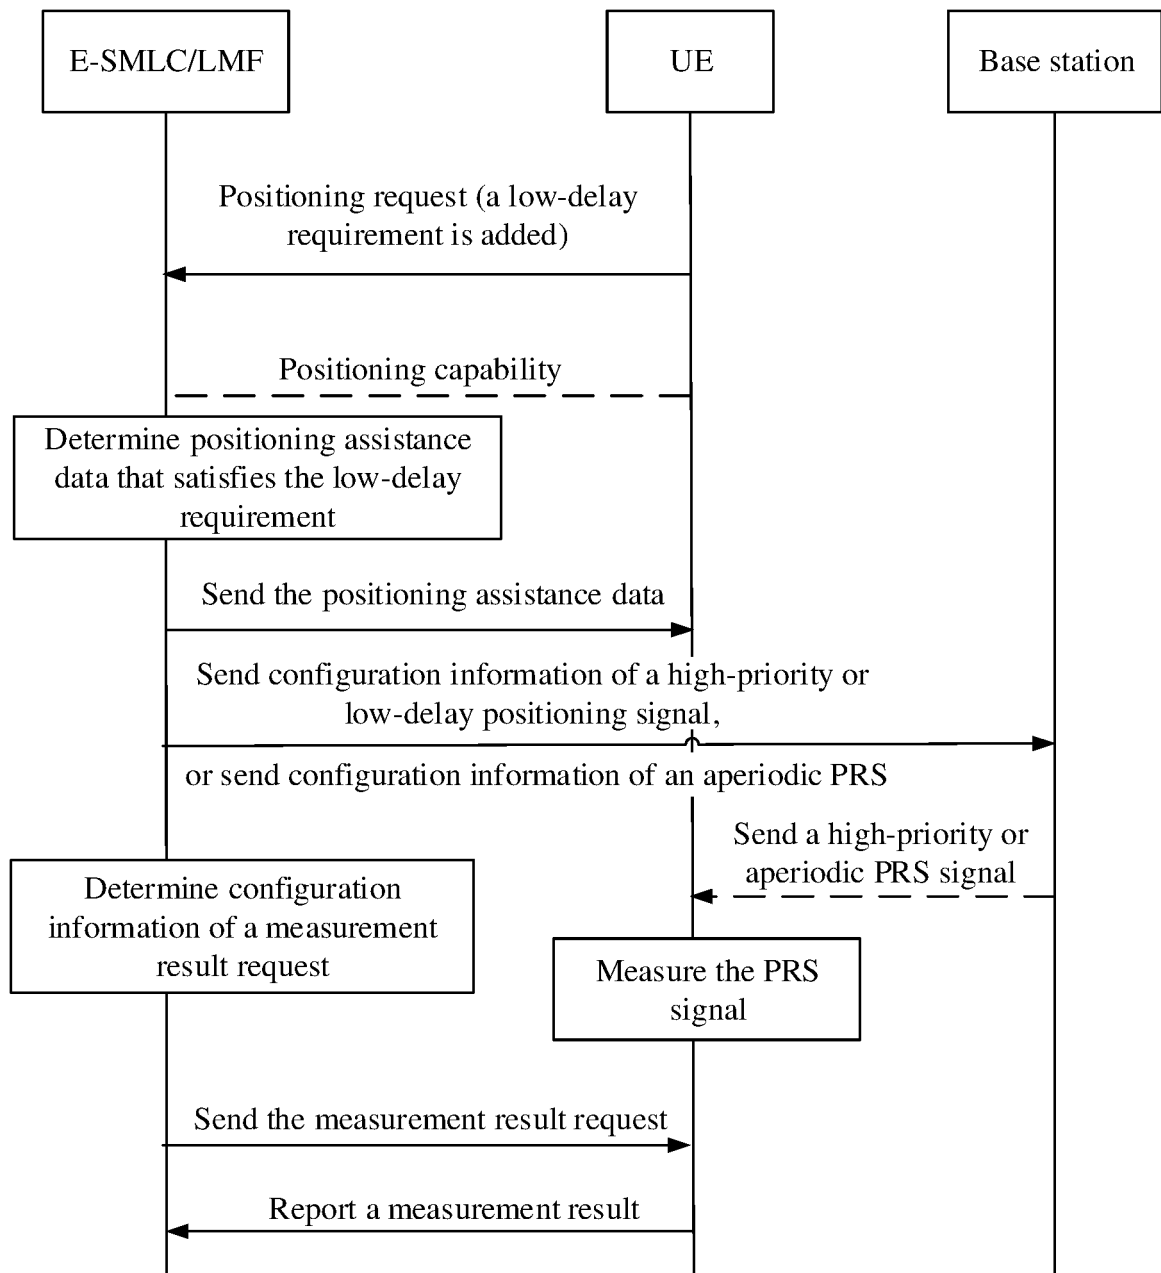 E-SMLC/LMF
UE
Base station
Positioning request (a low-delay
requirement is added)
Positioning capability
Determine positioning assistance
data that satisfies the low-delay
requirement
Send the positioning assistance data
Send configuration information of a high-priority or
low-delay positioning signal,
or send configuration information of an aperiodic PRS
Send a high-priority or
aperiodic PRS signal
Determine configuration
information of a measurement
result request
Measure the PRS
signal
Send the measurement result request
Report a measurement result